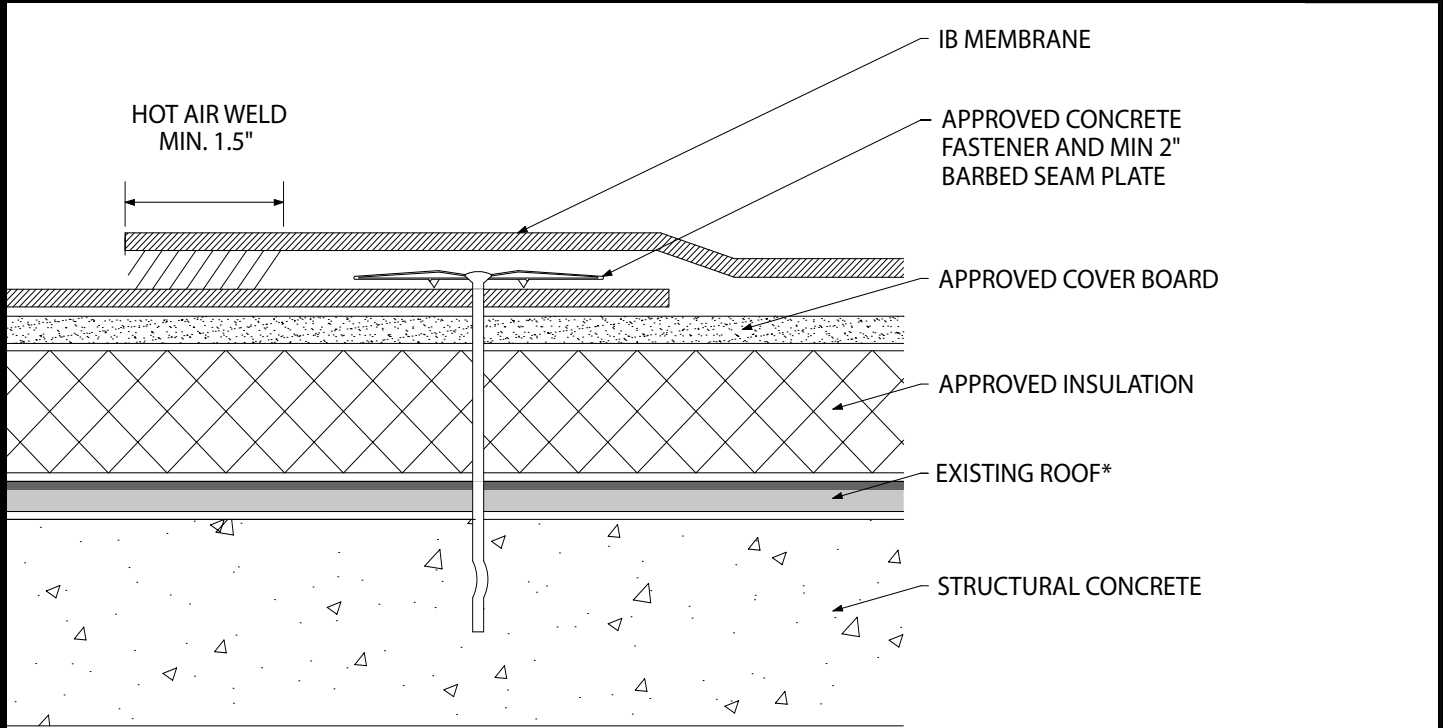 IB MEMBRANE
HOT AIR WELD
MIN. 1.5"
APPROVED CONCRETE
FASTENER AND MIN 2"
BARBED SEAM PLATE
APPROVED COVER BOARD
APPROVED INSULATION
EXISTING ROOF*
STRUCTURAL CONCRETE